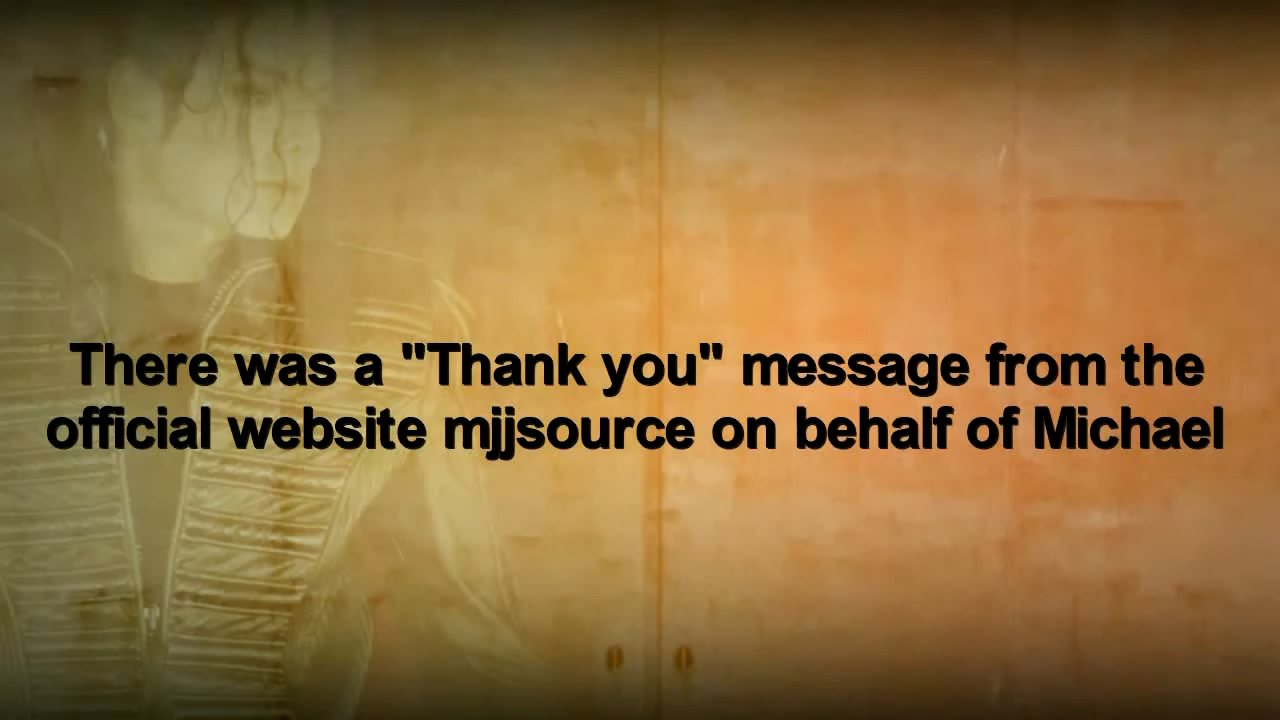 There was a "Thank you" message from the
official website mjjsource on behalf of Michael